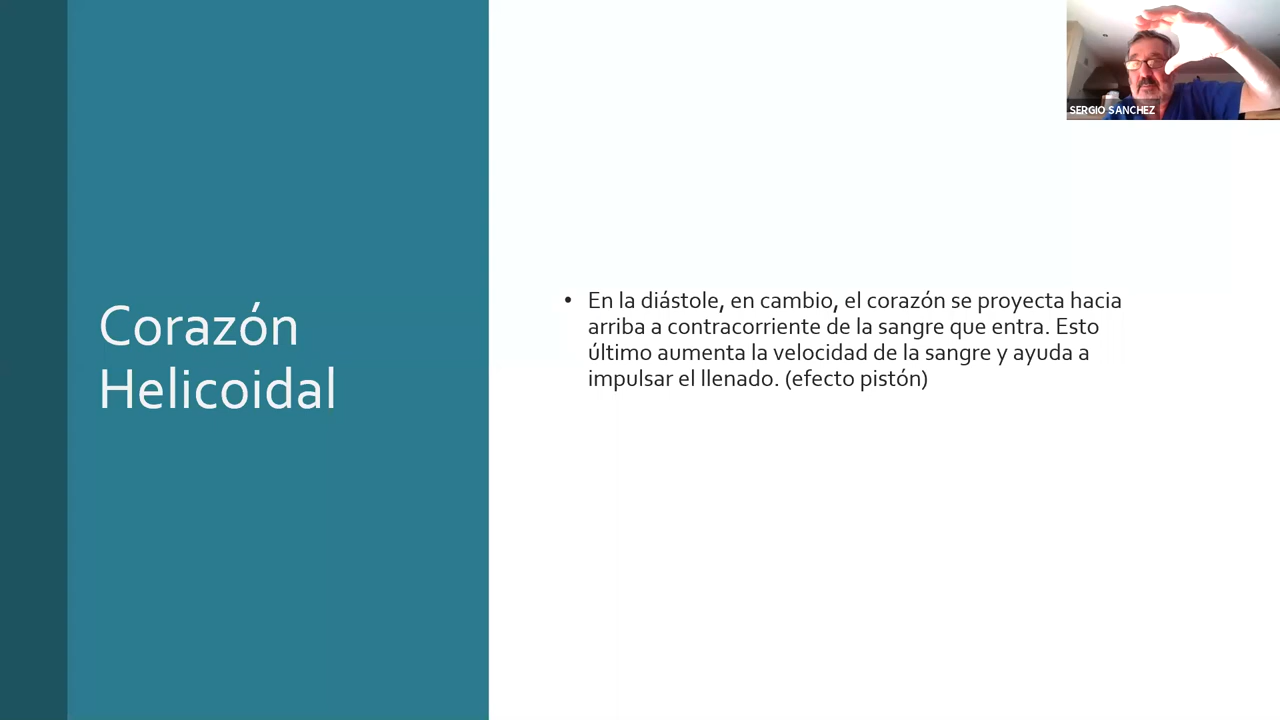 Corazón
Helicoidal
• En la diástole, en cambio, el corazón se proyecta hacia
arriba a contracorriente de la sangre que entra. Esto
último aumenta la velocidad de la sangre y ayuda a
impulsar el llenado. (efecto pistón)
SERGIO SANCHEZ